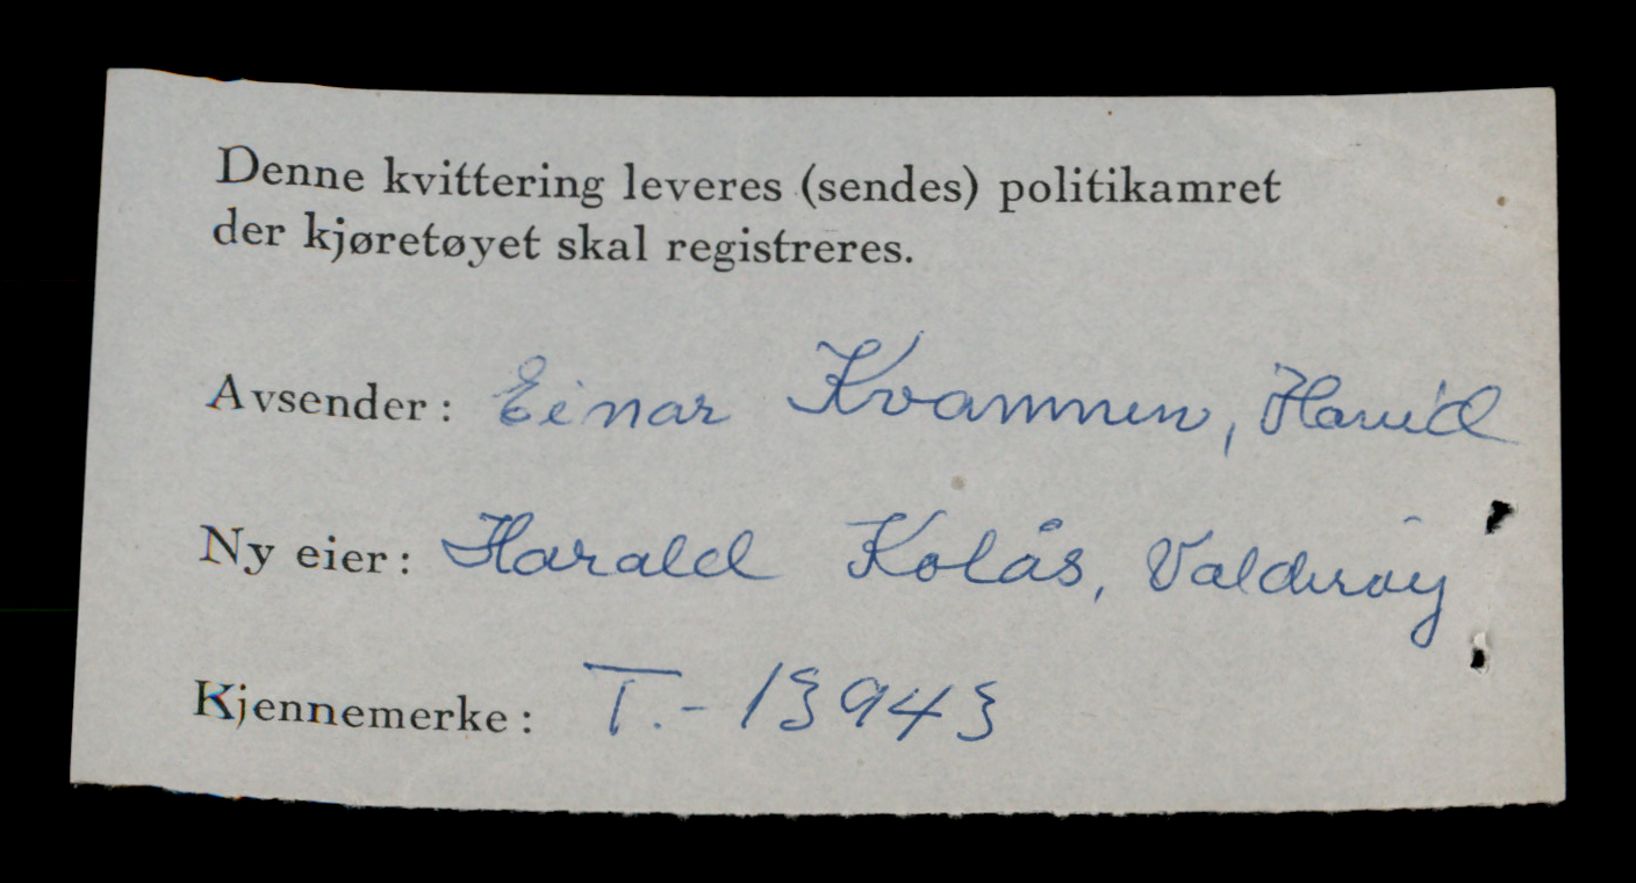 Denne kvittering leveres (sendes) politikamret
der kjøretøyet skal registreres.
Avsender: Einar Kvammen, Hareid
Ny eier: Harald Kolås, Valderøy
Kjennemerke: T.-13943